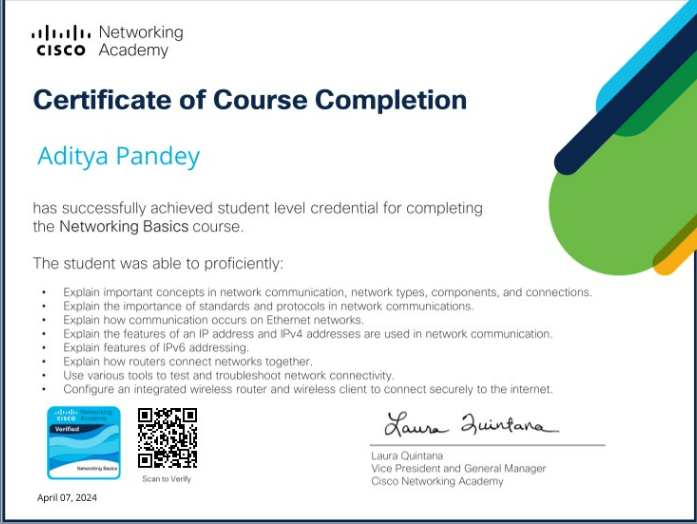 Networking
CISCO Academy
Certificate of Course Completion
Aditya Pandey
has successfully achieved student level credential for completing
the Networking Basics course.
The student was able to proficiently:
• Explain important concepts in network communication, network types, components, and connections.
• Explain the importance of standards and protocols in network communications.
• Explain how communication occurs on Ethernet networks.
• Explain the features of an IP address and IPv4 addresses are used in network communication.
• Explain features of IPv6 addressing.
• Explain how routers connect networks together.
• Use various tools to test and troubleshoot network connectivity.
• Configure an integrated wireless router and wireless client to connect securely to the internet.
Networking
CISCO Academy
Verified
Networking Basics
Scan to Verify
April 07, 2024
Laura Quintana
Laura Quintana
Vice President and General Manager
Cisco Networking Academy